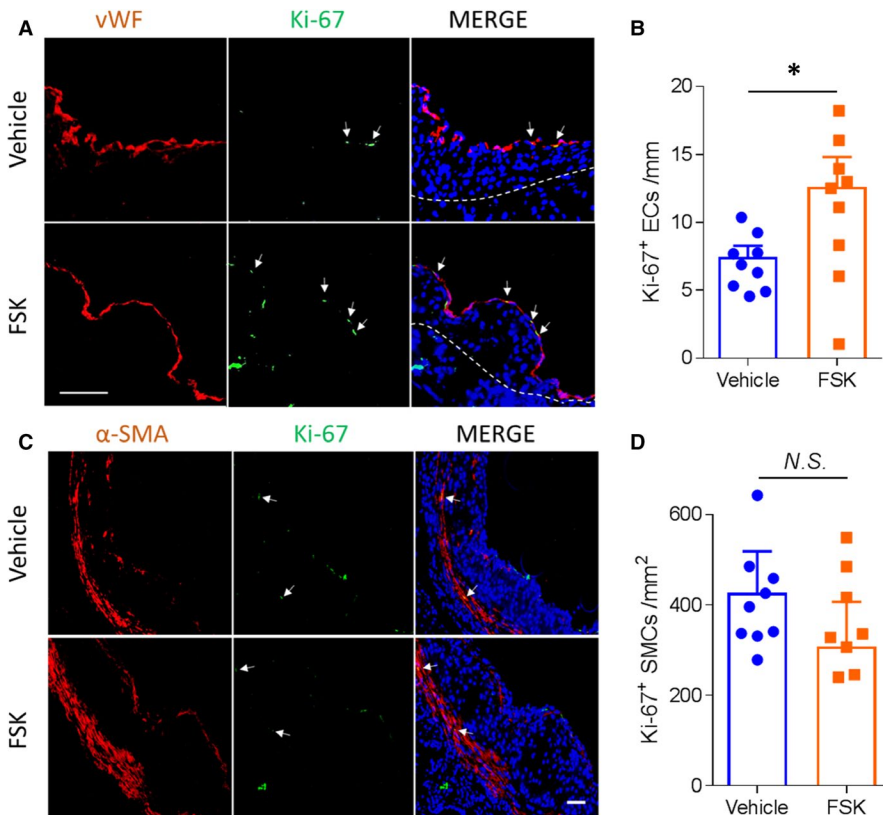 A
vWF
Ki-67
MERGE
Vehicle
FSK
B
*
Ki-67⁺ ECs /mm
20
15
10
5
0
Vehicle
FSK
C
α-SMA
Ki-67
MERGE
Vehicle
FSK
D
N.S.
Ki-67⁺ SMCs /mm²
600
400
200
0
Vehicle
FSK